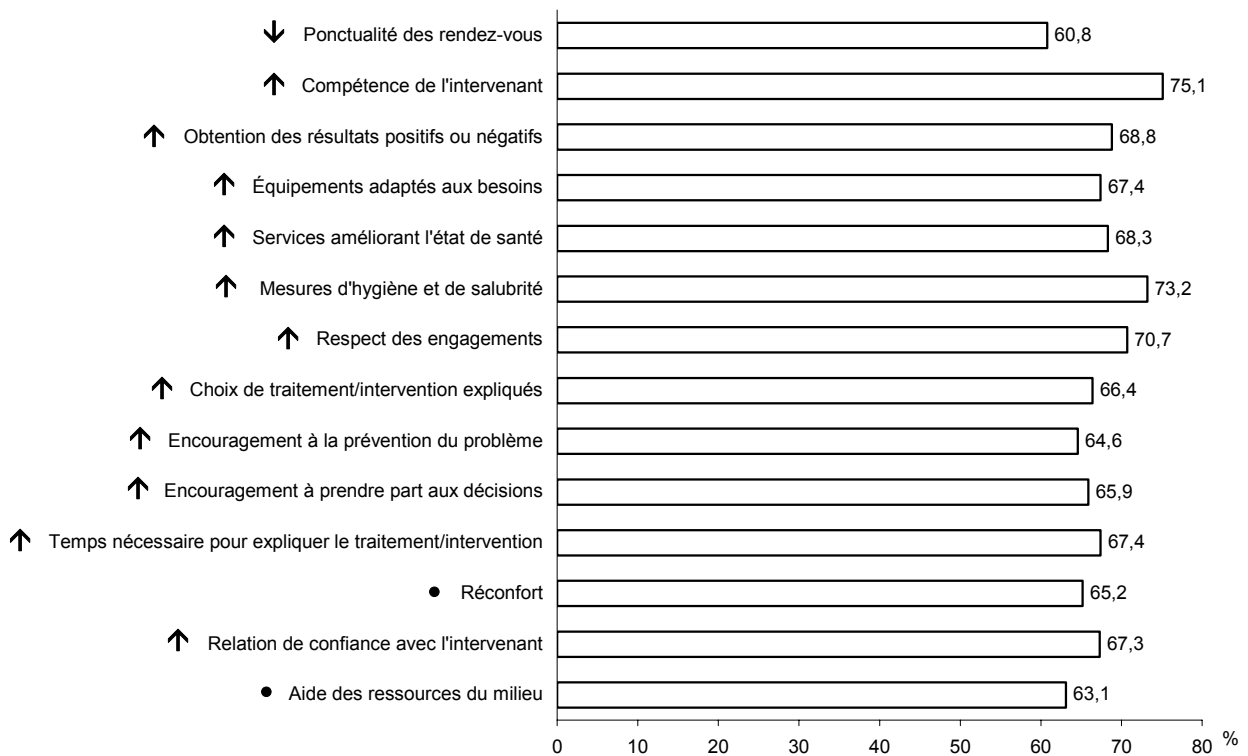 Ponctualité des rendez-vous 60,8
Compétence de l'intervenant 75,1
Obtention des résultats positifs ou négatifs 68,8
Équipements adaptés aux besoins 67,4
Services améliorant l'état de santé 68,3
Mesures d'hygiène et de salubrité 73,2
Respect des engagements 70,7
Choix de traitement/intervention expliqués 66,4
Encouragement à la prévention du problème 64,6
Encouragement à prendre part aux décisions 65,9
Temps nécessaire pour expliquer le traitement/intervention 67,4
Réconfort 65,2
Relation de confiance avec l'intervenant 67,3
Aide des ressources du milieu 63,1
0 10 20 30 40 50 60 70 80 %